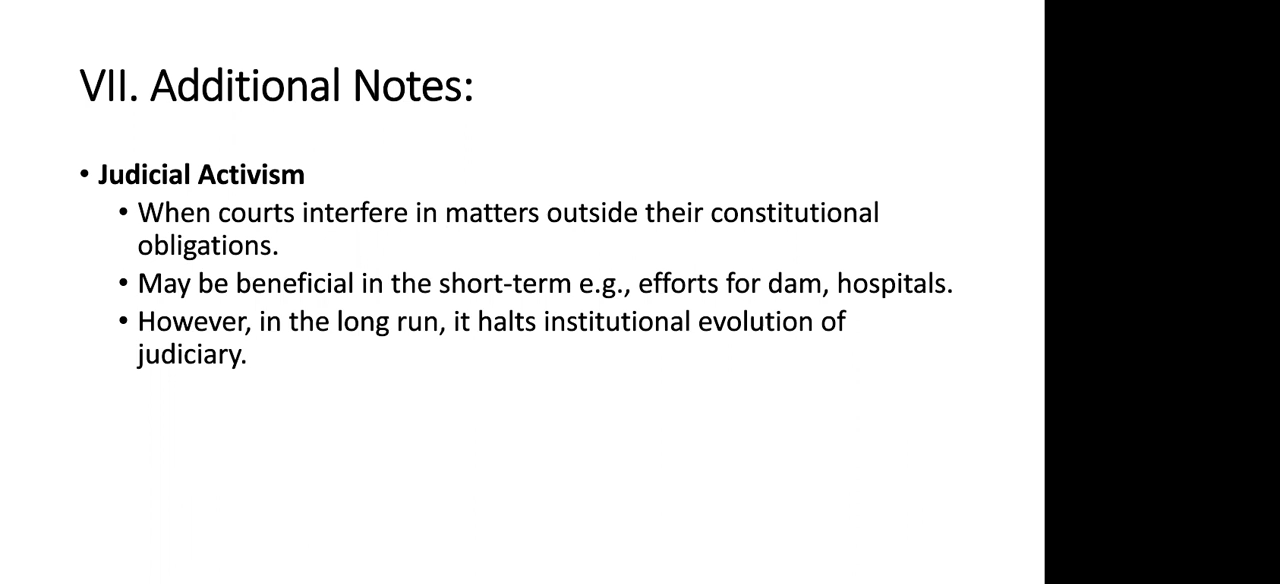 VII. Additional Notes:
• Judicial Activism
• When courts interfere in matters outside their constitutional
obligations.
• May be beneficial in the short-term e.g., efforts for dam, hospitals.
• However, in the long run, it halts institutional evolution of
judiciary.